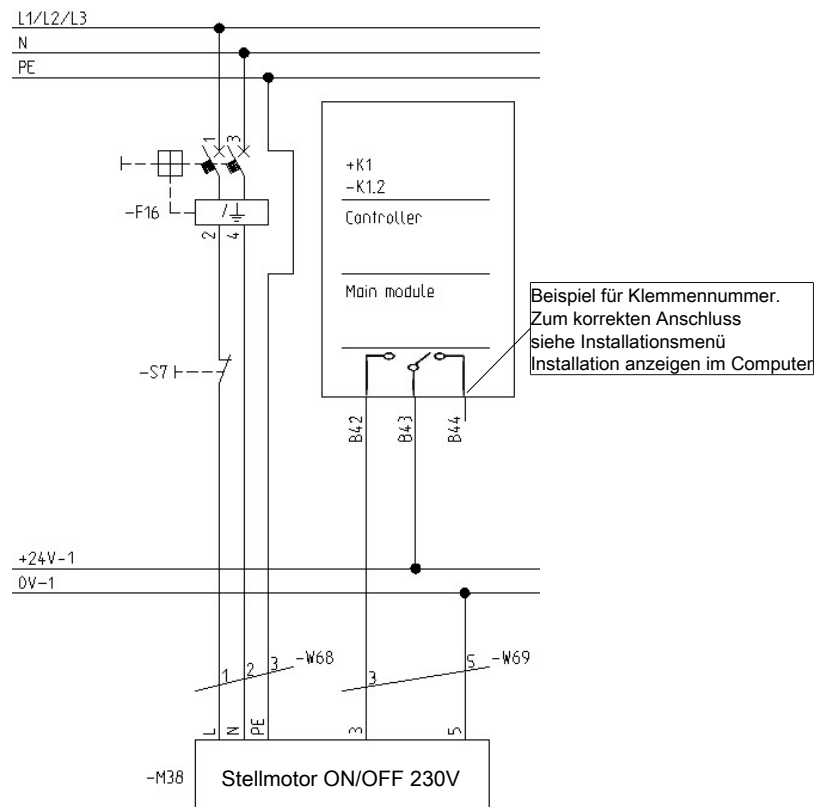 L1/L2/L3
N
PE
1 3
+K1
-K1.2
-F16
Controller
2 4
Main module
Beispiel für Klemmennummer.
Zum korrekten Anschluss
siehe Installationsmenü
Installation anzeigen im Computer
-S7
B42 B43 B44
+24V-1
0V-1
1 2 3 -W68
3 5 -W69
L N PE 3 5
-M38 Stellmotor ON/OFF 230V